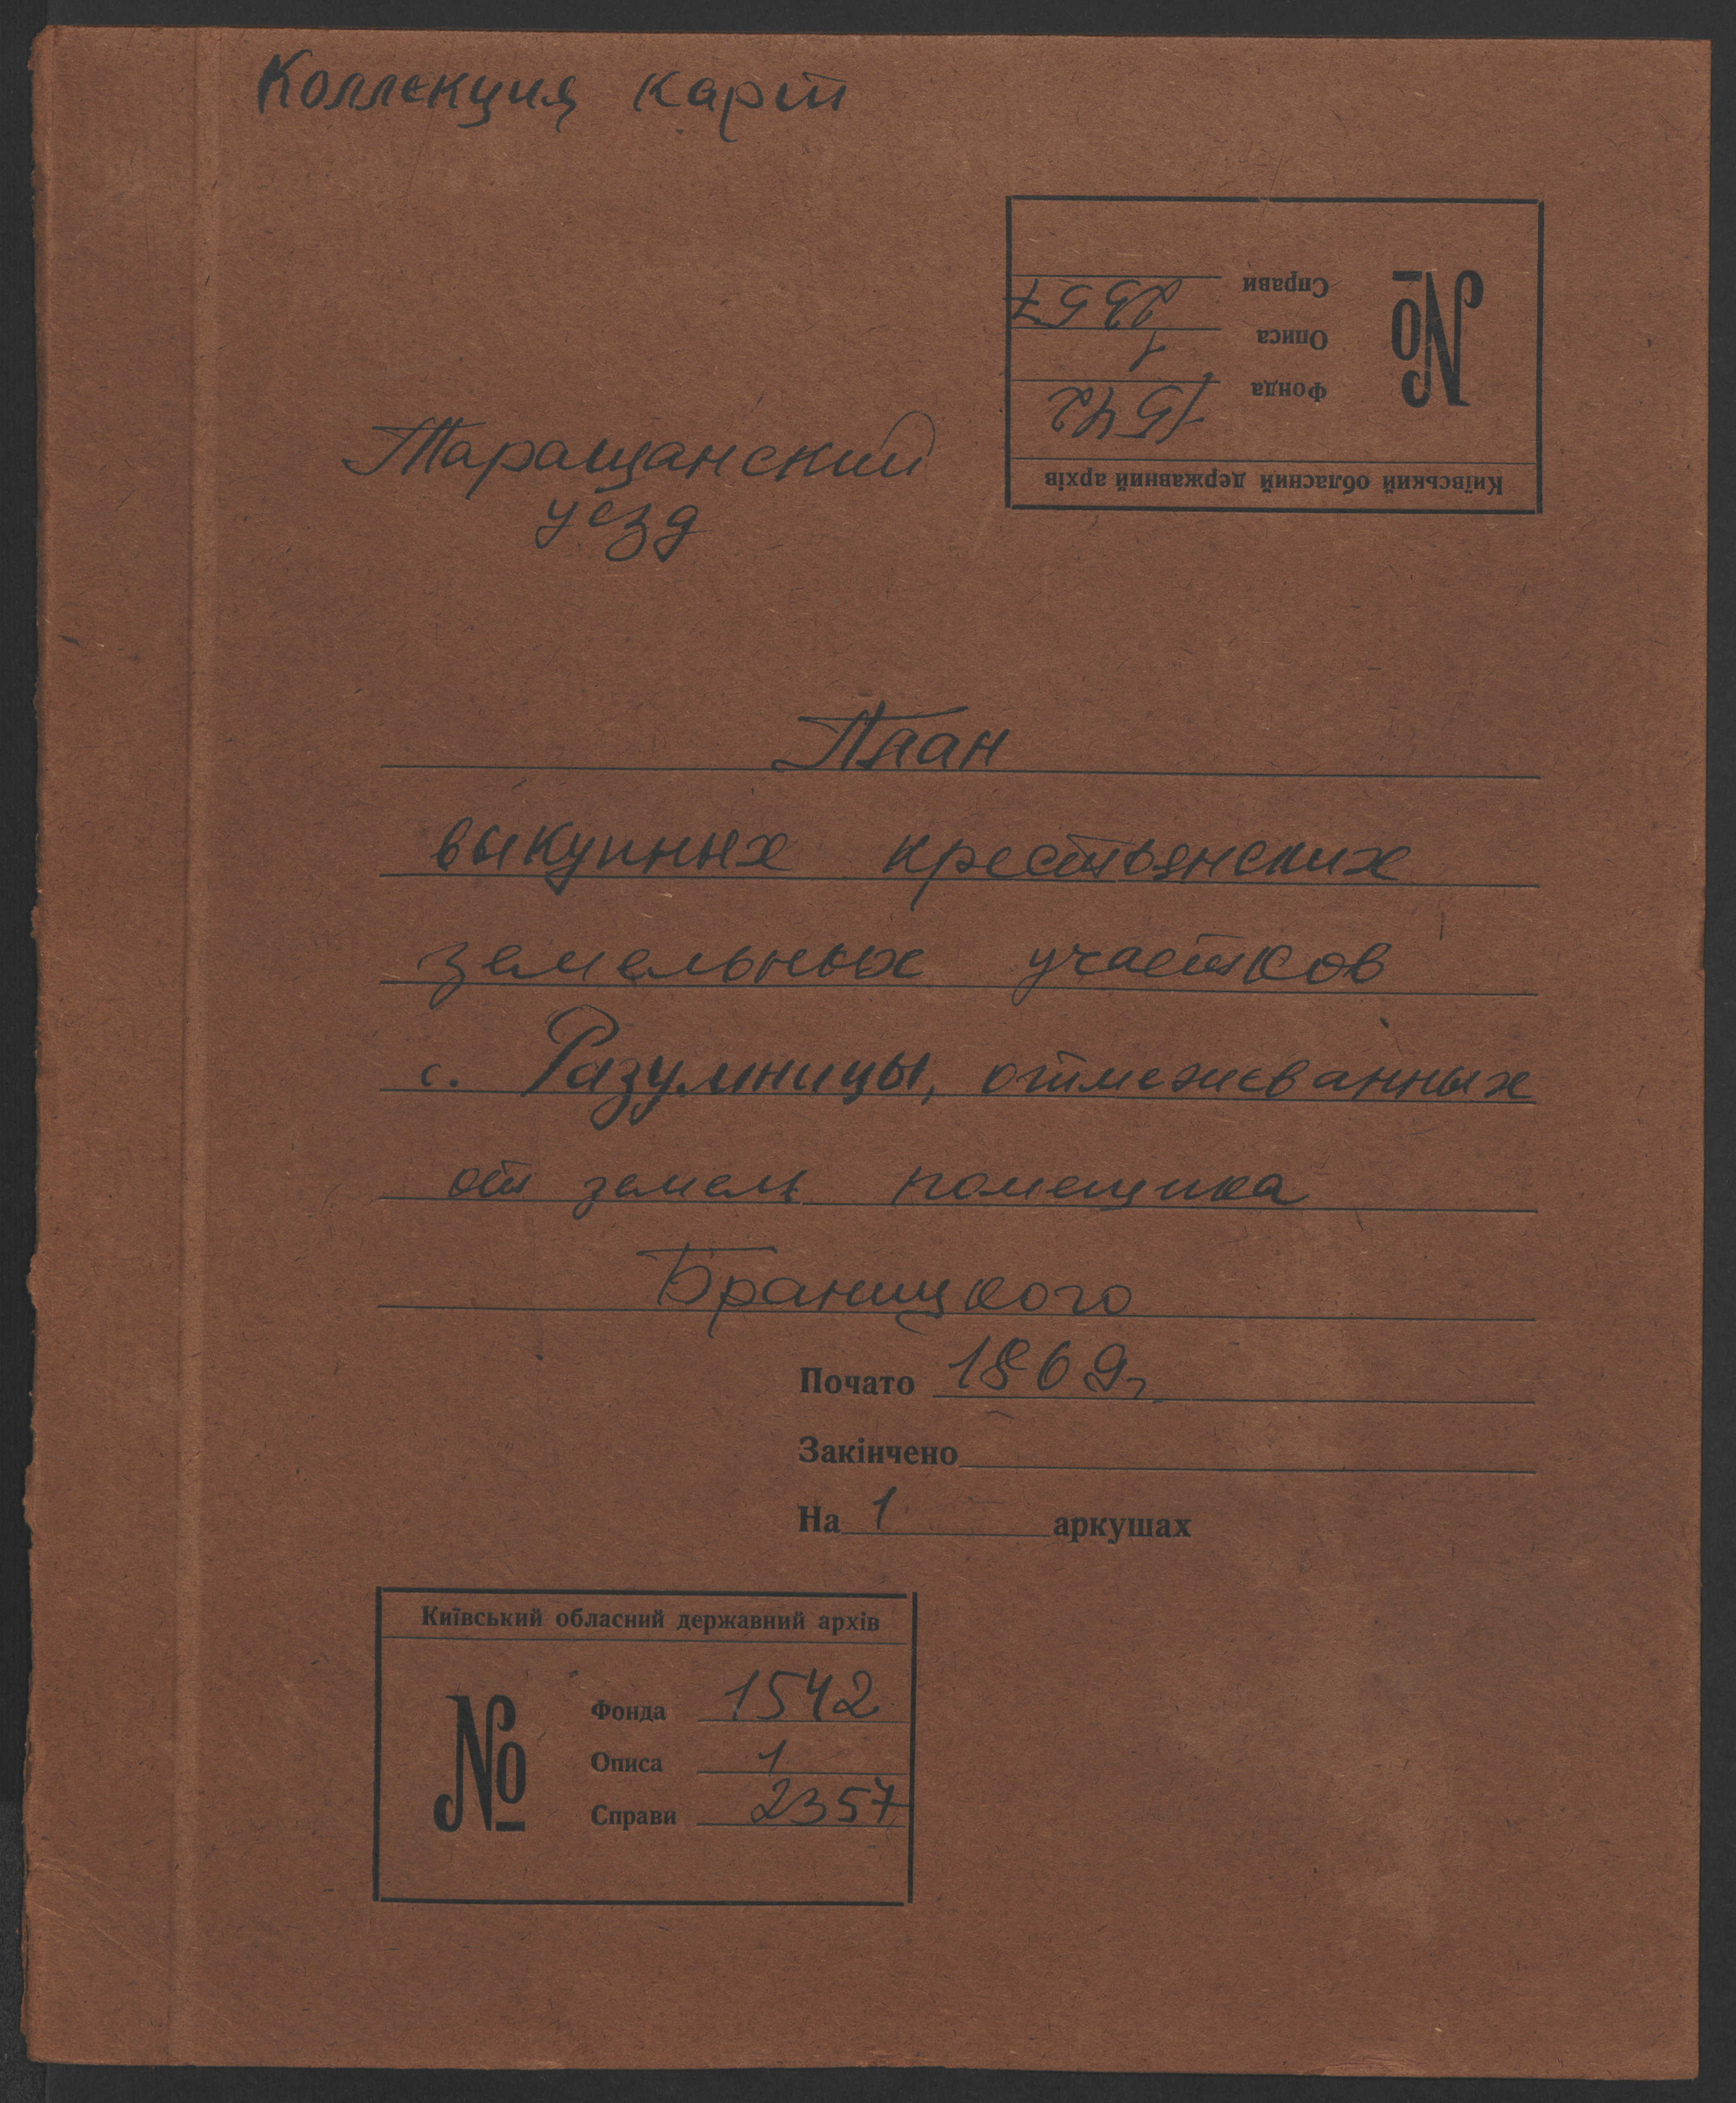 Коллекция карт
Київський обласний державний архів
№
Фонда 1542
Описа 1
Справи 2357
Таращанский
уезд
План
выкупных крестьянских
земельных участков
с. Разумницы, отмежеванных
от земель помещика
Браницкого
Почато 1869 г.
Закінчено
На 1 аркушах
Київський обласний державний архів
№
Фонда 1542
Описа 1
Справи 2357